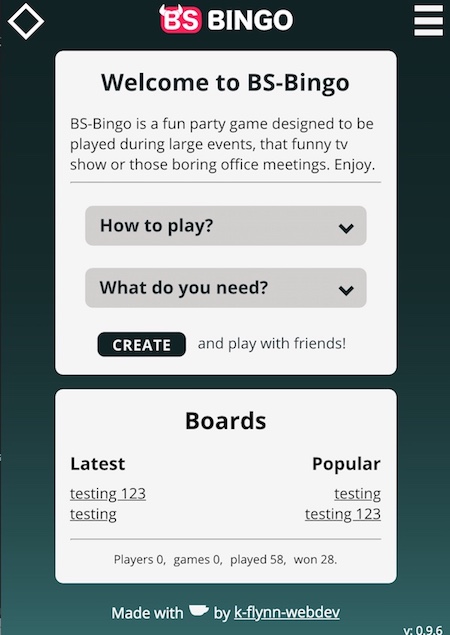 BS BINGO
Welcome to BS-Bingo
BS-Bingo is a fun party game designed to be
played during large events, that funny tv
show or those boring office meetings. Enjoy.
How to play?
What do you need?
CREATE and play with friends!
Boards
Latest Popular
testing 123 testing
testing testing 123
Players 0, games 0, played 58, won 28.
Made with by k-flynn-webdev
v: 0.9.6